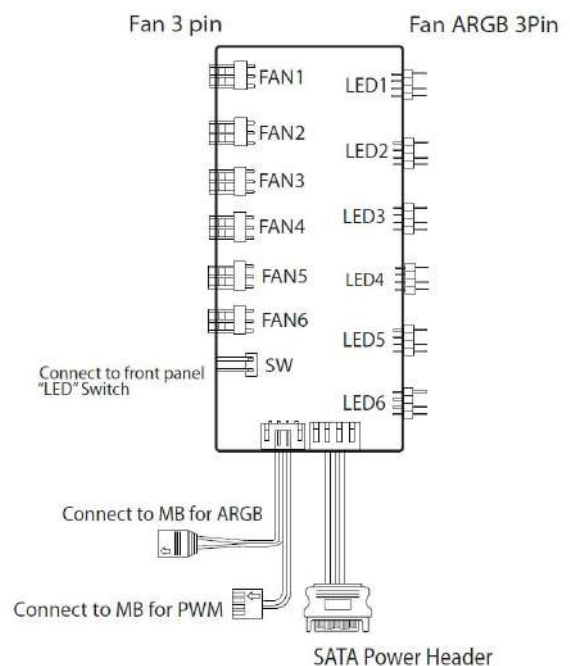 Fan 3 pin
Fan ARGB 3Pin
FAN1
LED1
FAN2
LED2
FAN3
LED3
FAN4
LED4
FAN5
LED5
FAN6
LED6
SW
Connect to front panel
“LED” Switch
Connect to MB for ARGB
Connect to MB for PWM
SATA Power Header